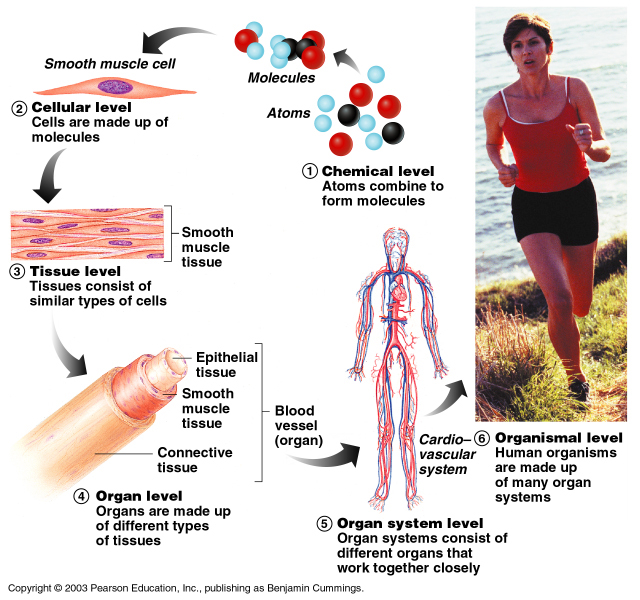 Smooth muscle cell
Molecules
Atoms
② Cellular level
Cells are made up of
molecules
① Chemical level
Atoms combine to
form molecules
Smooth
muscle
tissue
③ Tissue level
Tissues consist of
similar types of cells
Epithelial
tissue
Smooth
muscle
tissue
Connective
tissue
Blood
vessel
(organ)
④ Organ level
Organs are made up
of different types
of tissues
Cardio–
vascular
system
⑤ Organ system level
Organ systems consist of
different organs that
work together closely
⑥ Organismal level
Human organisms
are made up
of many organ
systems
Copyright © 2003 Pearson Education, Inc., publishing as Benjamin Cummings.